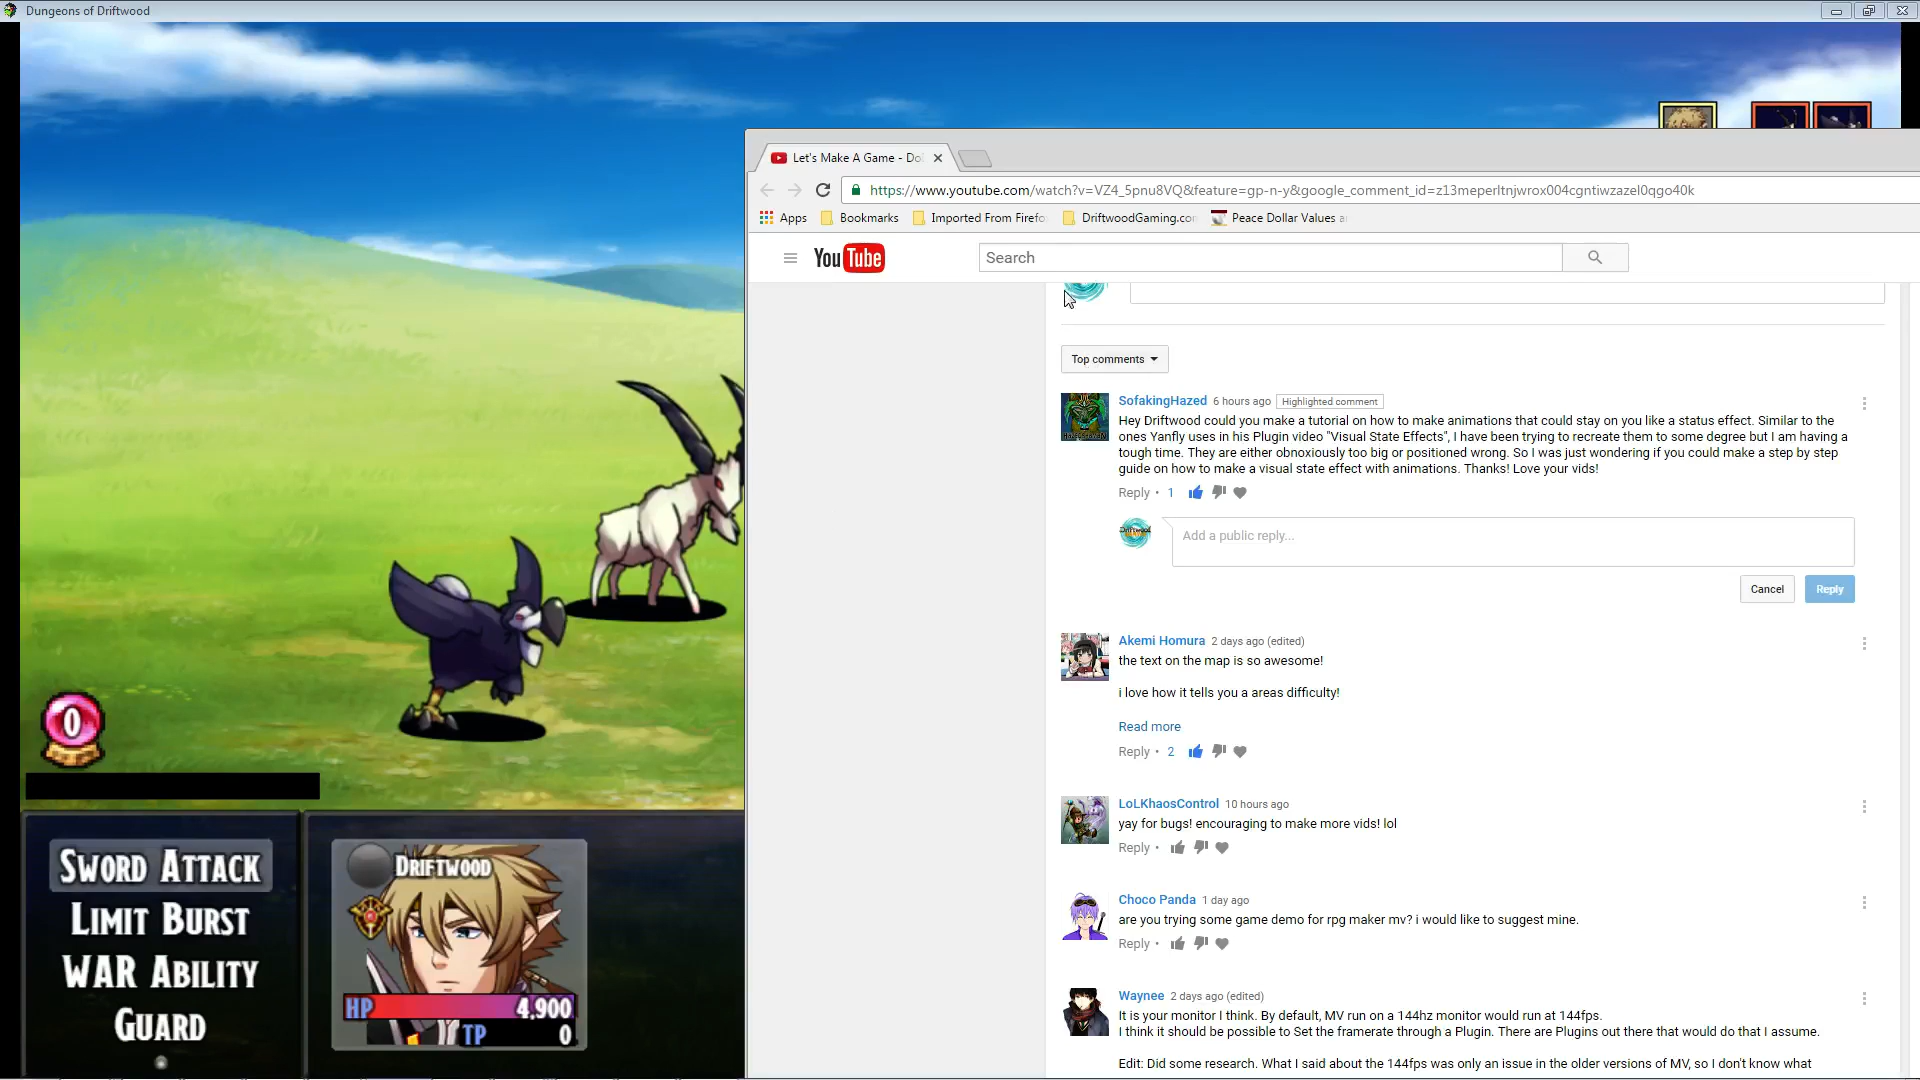 Dungeons of Driftwood
Let's Make A Game - Do
https://www.youtube.com/watch?v=VZ4_5pnu8VQ&feature=gp-n-y&google_comment_id=z13meperltnjwrox004cgntiwzazel0qgo40k
Apps Bookmarks Imported From Firefo DriftwoodGaming.com Peace Dollar Values a
YouTube
Search
Top comments
SofakingHazed 6 hours ago Highlighted comment
Hey Driftwood could you make a tutorial on how to make animations that could stay on you like a status effect. Similar to the
ones Yanfly uses in his Plugin video "Visual State Effects", I have been trying to recreate them to some degree but I am having a
tough time. They are either obnoxiously too big or positioned wrong. So I was just wondering if you could make a step by step
guide on how to make a visual state effect with animations. Thanks! Love your vids!
Reply • 1
Add a public reply...
Cancel Reply
Akemi Homura 2 days ago (edited)
the text on the map is so awesome!
i love how it tells you a areas difficulty!
Read more
Reply • 2
LoLKhaosControl 10 hours ago
yay for bugs! encouraging to make more vids! lol
Reply •
Choco Panda 1 day ago
are you trying some game demo for rpg maker mv? i would like to suggest mine.
Reply •
Waynee 2 days ago (edited)
It is your monitor I think. By default, MV run on a 144hz monitor would run at 144fps.
I think it should be possible to Set the framerate through a Plugin. There are Plugins out there that would do that I assume.
Edit: Did some research. What I said about the 144fps was only an issue in the older versions of MV, so I don't know what
0
Sword Attack
Limit Burst
WAR Ability
Guard
Driftwood
HP 4,900
TP 0